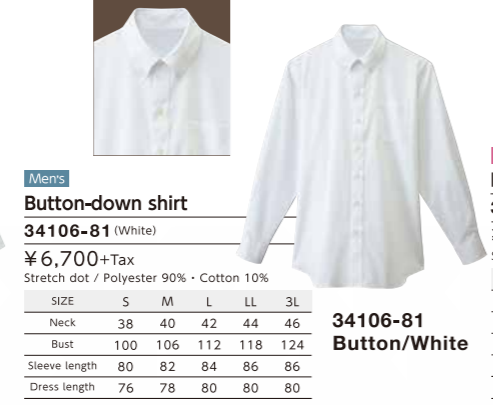 Men's
Button-down shirt
34106-81 (White)
¥6,700+Tax
Stretch dot / Polyester 90%・Cotton 10%
SIZE S M L LL 3L
Neck 38 40 42 44 46
Bust 100 106 112 118 124
Sleeve length 80 82 84 86 86
Dress length 76 78 80 80 80
34106-81
Button/White